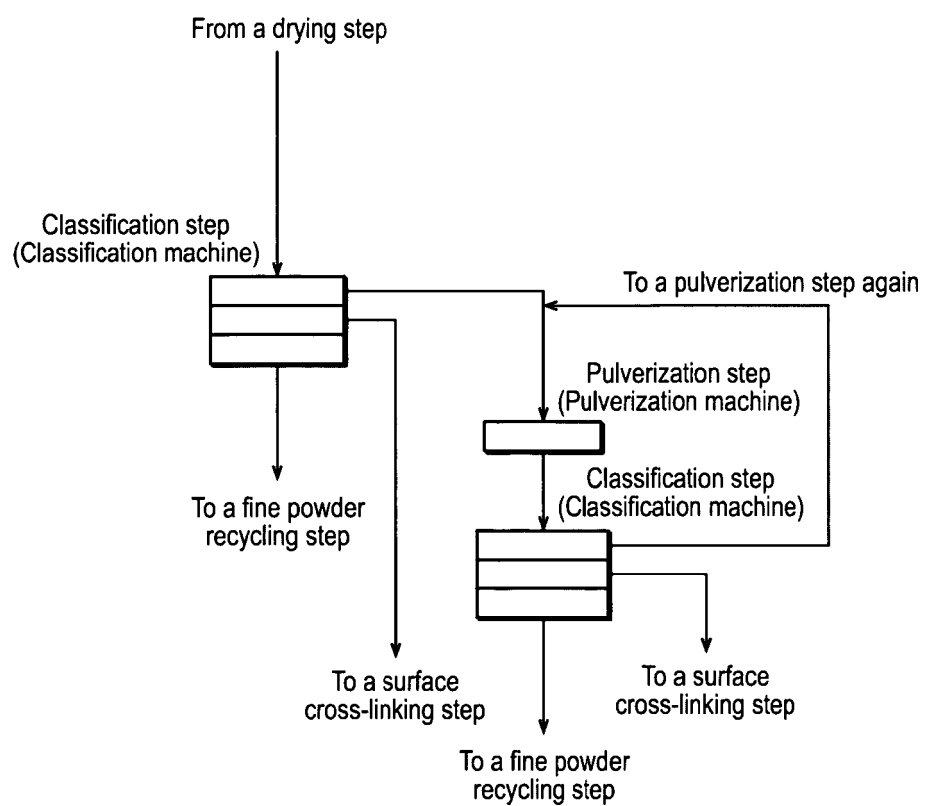 From a drying step
Classification step
(Classification machine)
To a pulverization step again
Pulverization step
(Pulverization machine)
Classification step
(Classification machine)
To a fine powder
recycling step
To a surface
cross-linking step
To a surface
cross-linking step
To a fine powder
recycling step